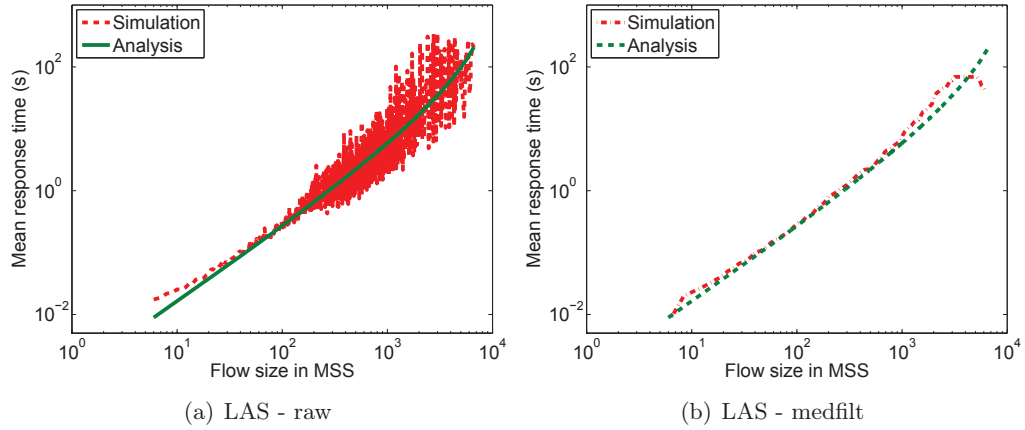 Simulation
Analysis
Mean response time (s)
10^2
10^0
10^-2
10^0 10^1 10^2 10^3 10^4
Flow size in MSS
(a) LAS - raw
Simulation
Analysis
Mean response time (s)
10^2
10^0
10^-2
10^0 10^1 10^2 10^3 10^4
Flow size in MSS
(b) LAS - medfilt